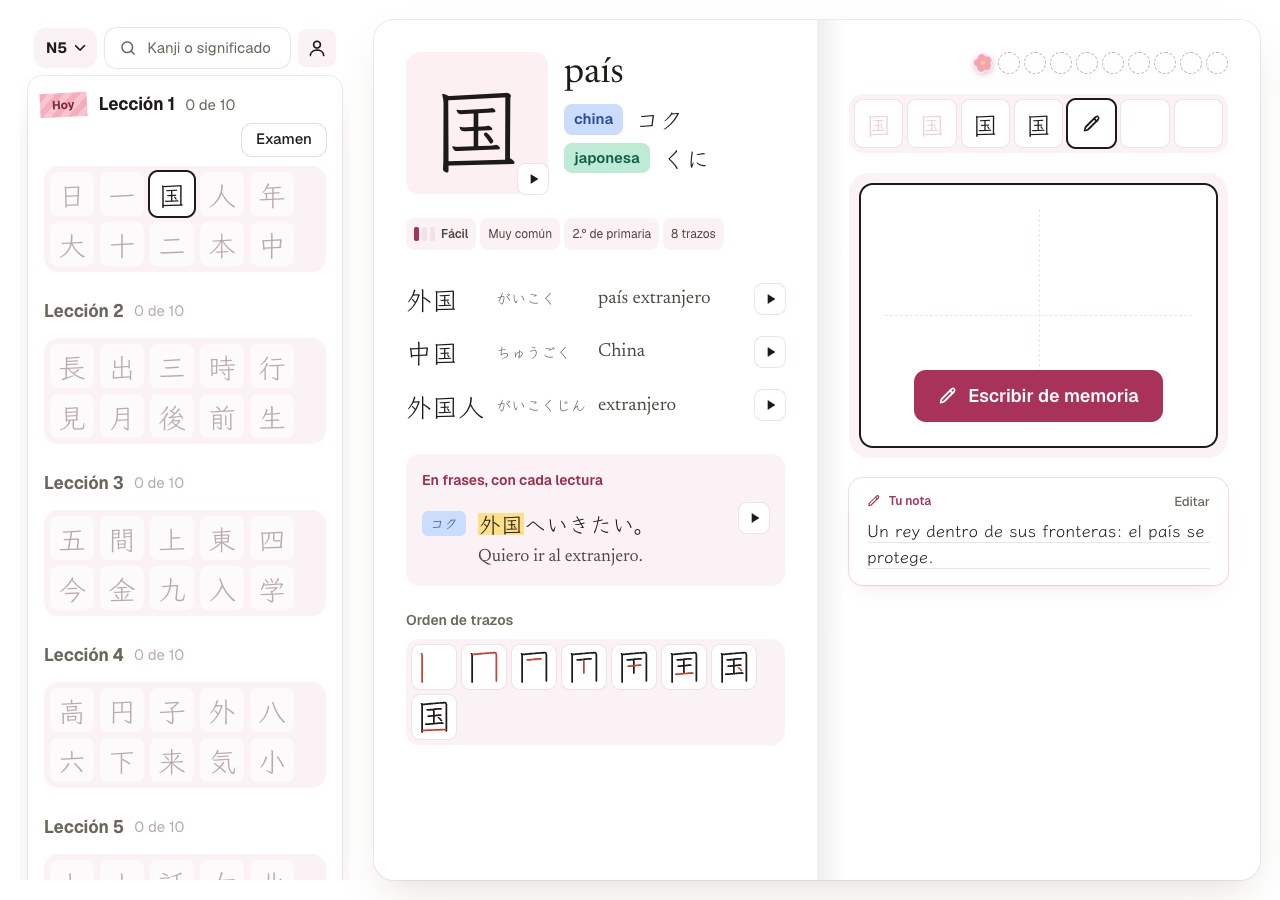 N5
Kanji o significado
Hoy
Lección 1 0 de 10
Examen
日 一 国 人 年
大 十 二 本 中
Lección 2 0 de 10
長 出 三 時 行
見 月 後 前 生
Lección 3 0 de 10
五 間 上 東 四
今 金 九 入 学
Lección 4 0 de 10
高 円 子 外 八
六 下 来 気 小
Lección 5 0 de 10
国
país
china コク
japonesa くに
Fácil Muy común 2.º de primaria 8 trazos
外国 がいこく país extranjero
中国 ちゅうごく China
外国人 がいこくじん extranjero
En frases, con cada lectura
コク 外国へいきたい。
Quiero ir al extranjero.
Orden de trazos
国
国
国 国 国 国
Escribir de memoria
Tu nota Editar
Un rey dentro de sus fronteras: el país se
protege.